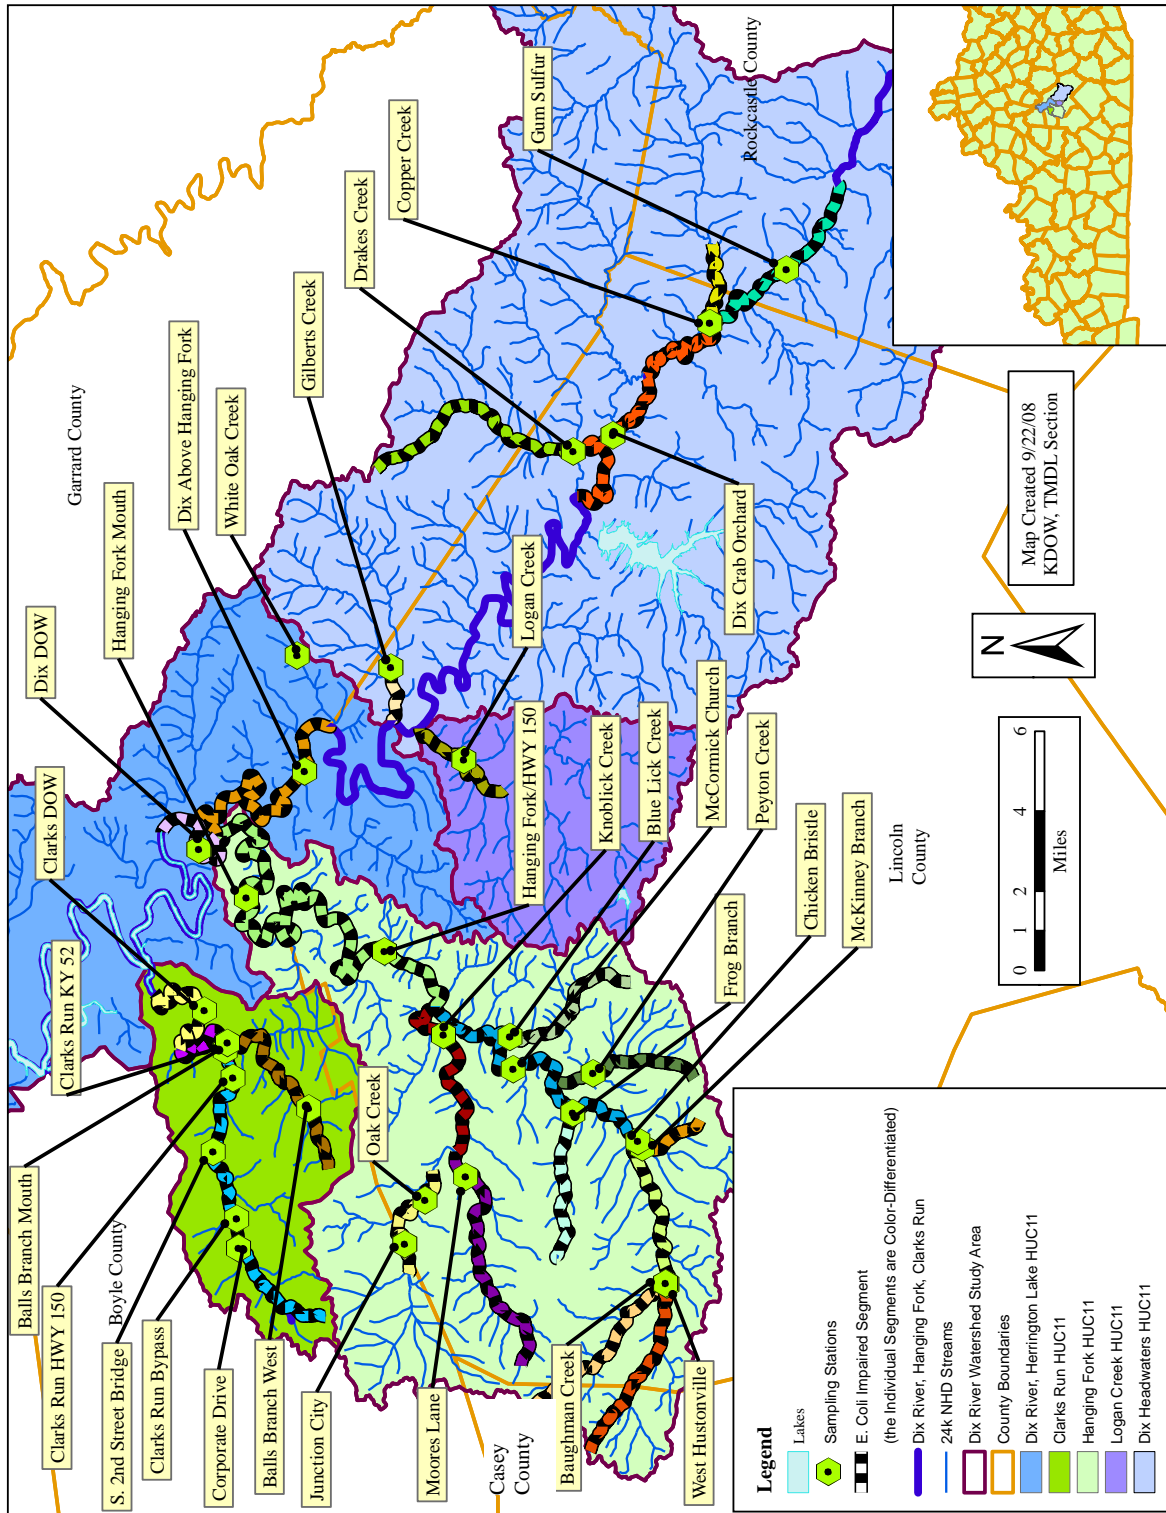 Balls Branch Mouth
Clarks Run HWY 150
S. 2nd Street Bridge
Clarks Run Bypass
Corporate Drive
Balls Branch West
Junction City
Moores Lane
Baughman Creek
West Hustonville
Clarks Run KY 52
Clarks DOW
Dix DOW
Hanging Fork Mouth
Dix Above Hanging Fork
White Oak Creek
Gilberts Creek
Drakes Creek
Copper Creek
Gum Sulfur
Oak Creek
Logan Creek
Dix Crab Orchard
Hanging Fork/HWY 150
Knoblick Creek
Blue Lick Creek
McCormick Church
Peyton Creek
Frog Branch
Chicken Bristle
McKinney Branch
Boyle County
Garrard County
Rockcastle County
Casey
County
Lincoln
County
Legend
Lakes
Sampling Stations
E. Coli Impaired Segment
(the Individual Segments are Color-Differentiated)
Dix River, Hanging Fork, Clarks Run
24k NHD Streams
Dix River Watershed Study Area
County Boundaries
Dix River, Herrington Lake HUC11
Clarks Run HUC11
Hanging Fork HUC11
Logan Creek HUC11
Dix Headwaters HUC11
0 1 2 4 6
Miles
N
Map Created 9/22/08
KDOW, TMDL Section